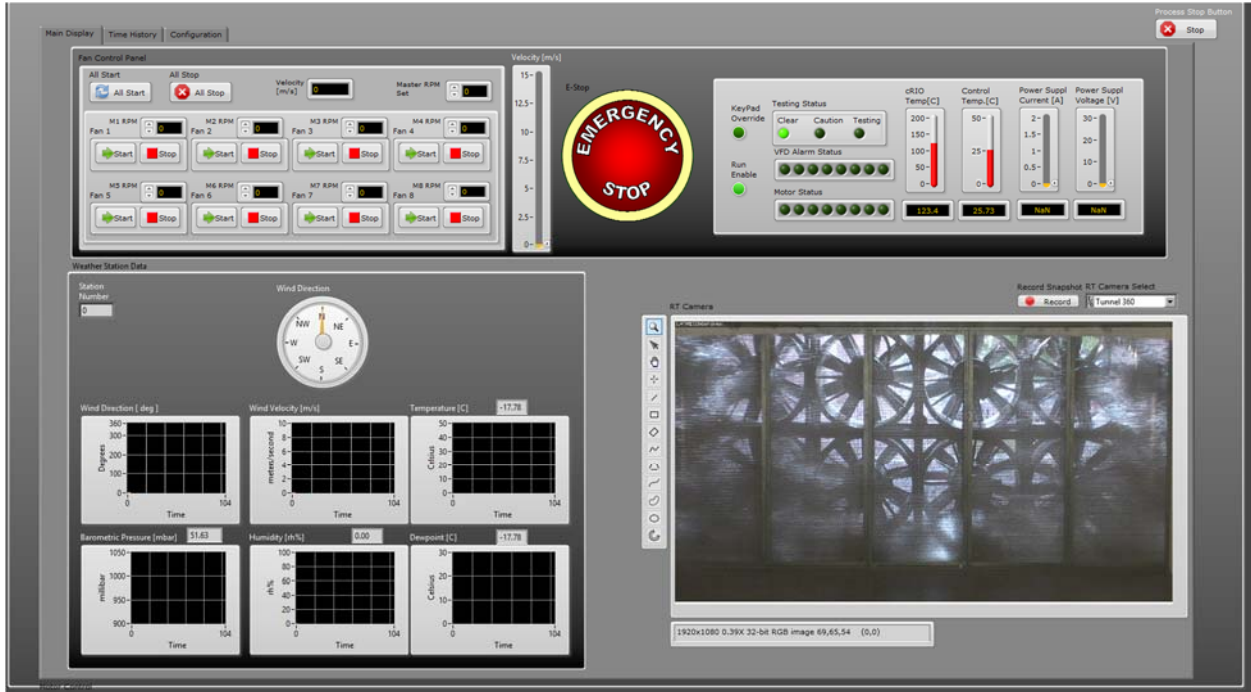 Process Stop Button
Stop
Main Display Time History Configuration
Fan Control Panel
All Start All Stop
All Start All Stop
Velocity [m/s] 0
Master RPM Set 0
M1 RPM 0 M2 RPM 0 M3 RPM 0 M4 RPM 0
Fan 1 Fan 2 Fan 3 Fan 4
Start Stop Start Stop Start Stop Start Stop
M5 RPM 0 M6 RPM 0 M7 RPM 0 M8 RPM 0
Fan 5 Fan 6 Fan 7 Fan 8
Start Stop Start Stop Start Stop Start Stop
Velocity [m/s]
15
12.5
10
7.5
5
2.5
0
E-Stop
EMERGENCY
STOP
KeyPad
Override
Run
Enable
Testing Status
Clear Caution Testing
VFD Alarm Status
Motor Status
cRIO
Temp[C]
200
150
100
50
0
123.4
Control
Temp.[C]
50
25
0
25.73
Power Suppl
Current [A]
2
1.5
1
0.5
0
NaN
Power Suppl
Voltage [V]
30
20
10
0
NaN
Weather Station Data
Station
Number
0
Wind Direction
N
NE
E
SE
S
SW
W
NW
Wind Direction [ deg ]
360
300
200
100
0
Degrees
0 104
Time
Wind Velocity [m/s]
10
8
6
4
2
0
meters/second
0 104
Time
Temperature [C] -17.78
50
40
30
20
10
0
Celsius
0 104
Time
Barometric Pressure [mbar] 51.63
1050
1000
950
900
millibar
0 104
Time
Humidity [rh%] 0.00
100
80
60
40
20
0
rh%
0 104
Time
Dewpoint [C] -17.78
30
20
10
0
Celsius
0 104
Time
Record Snapshot RT Camera Select
Record Tunnel 360
RT Camera
1920x1080 0.39X 32-bit RGB image 69,65,54 (0,0)